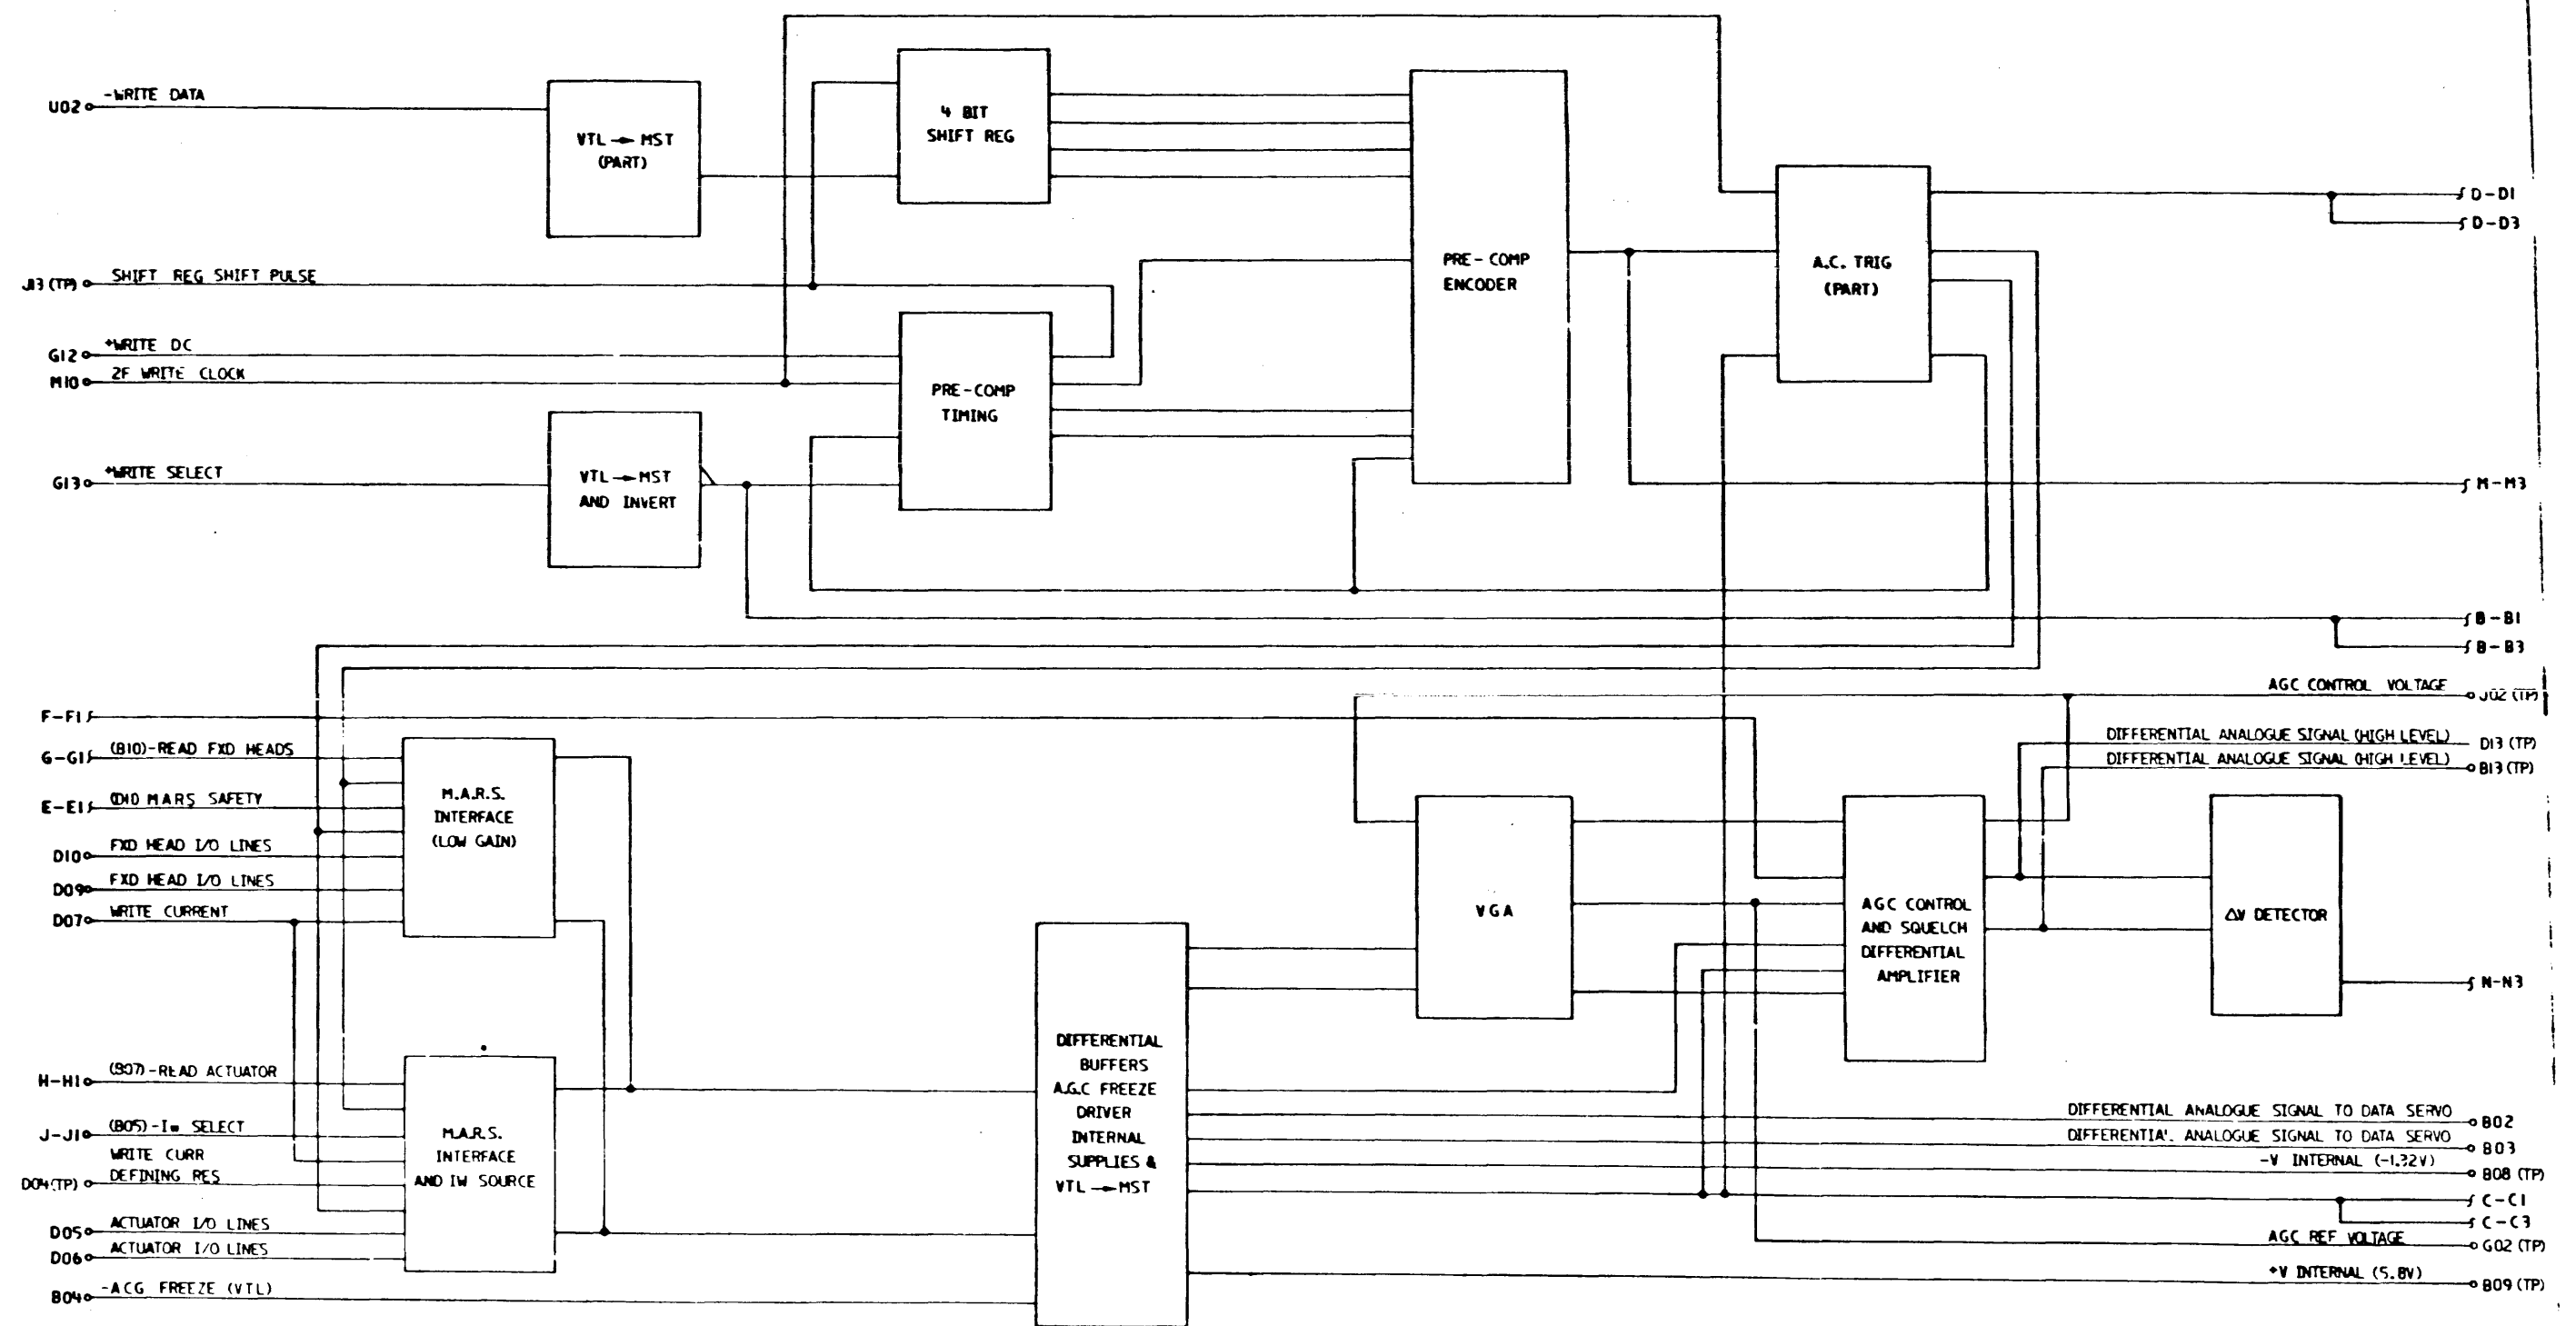 -WRITE DATA
U02
VTL → MST
(PART)
4 BIT
SHIFT REG
D-D1
D-D3
PRE-COMP
ENCODER
A.C. TRIG
(PART)
J13 (TP)
SHIFT REG SHIFT PULSE
G12
+WRITE DC
M10
2F WRITE CLOCK
PRE-COMP
TIMING
G13
+WRITE SELECT
VTL → MST
AND INVERT
M-M3
B-B1
B-B3
AGC CONTROL VOLTAGE
J02 (TP)
F-F1
G-G1
(B10)-READ FXD HEADS
DIFFERENTIAL ANALOGUE SIGNAL (HIGH LEVEL)
D13 (TP)
DIFFERENTIAL ANALOGUE SIGNAL (HIGH LEVEL)
B13 (TP)
E-E1
(D10 MARS SAFETY
M.A.R.S.
INTERFACE
(LOW GAIN)
D10
FXD HEAD I/O LINES
D09
FXD HEAD I/O LINES
D07
WRITE CURRENT
VGA
AGC CONTROL
AND SQUELCH
DIFFERENTIAL
AMPLIFIER
ΔV DETECTOR
N-N3
H-H1
(B07)-READ ACTUATOR
J-J1
(B05)-Iw SELECT
WRITE CURR
D04(TP)
DEFINING RES
M.A.R.S.
INTERFACE
AND IW SOURCE
D05
ACTUATOR I/O LINES
D06
ACTUATOR I/O LINES
B04
-ACG FREEZE (VTL)
DIFFERENTIAL
BUFFERS
A.G.C FREEZE
DRIVER
INTERNAL
SUPPLIES &
VTL → MST
DIFFERENTIAL ANALOGUE SIGNAL TO DATA SERVO
B02
DIFFERENTIAL ANALOGUE SIGNAL TO DATA SERVO
B03
-V INTERNAL (-1.32V)
B08 (TP)
C-C1
C-C3
AGC REF VOLTAGE
G02 (TP)
+V INTERNAL (5.8V)
B09 (TP)